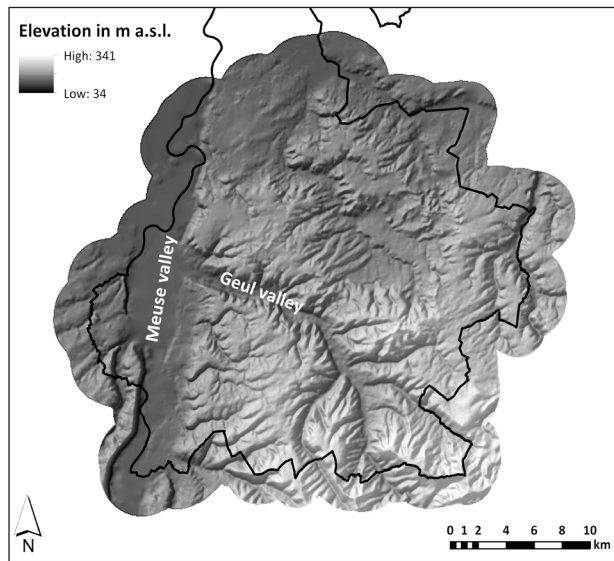 Elevation in m a.s.l.
High: 341
Low: 34
Meuse valley
Geul valley
N
0 1 2 4 6 8 10
km